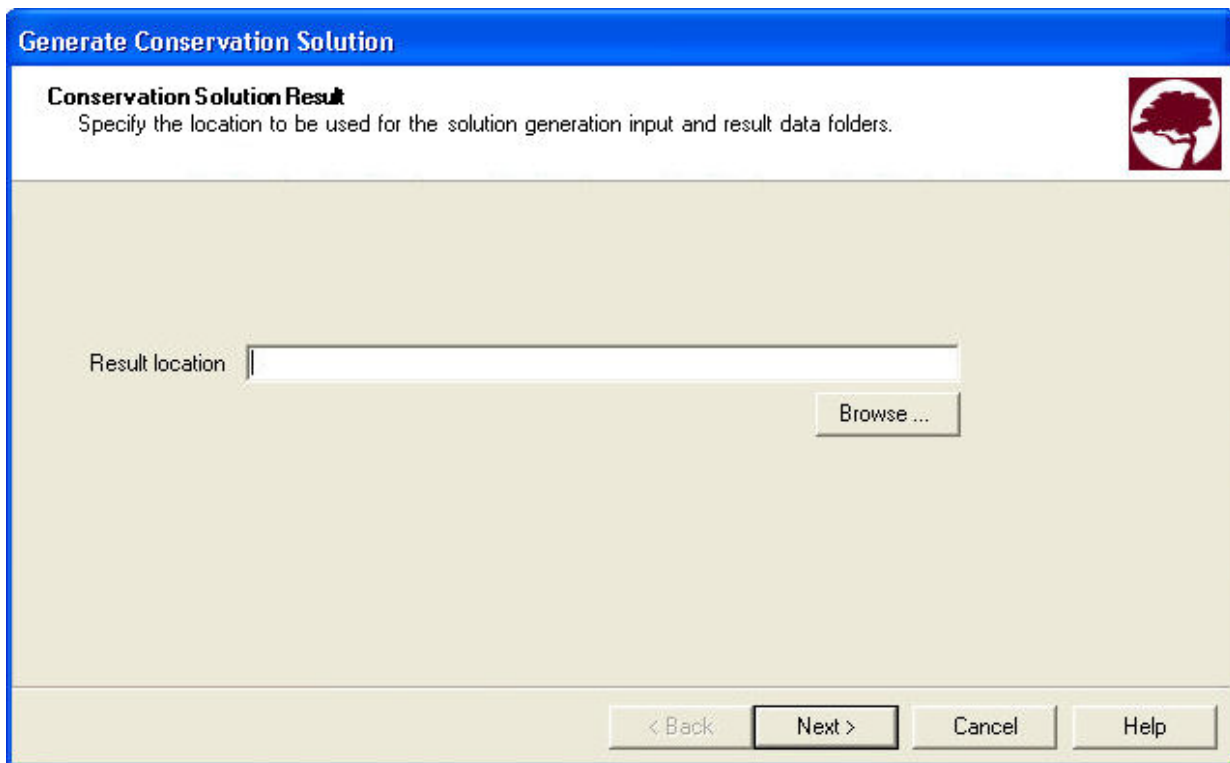 Generate Conservation Solution
Conservation Solution Result
Specify the location to be used for the solution generation input and result data folders.
Result location
Browse ...
< Back
Next >
Cancel
Help